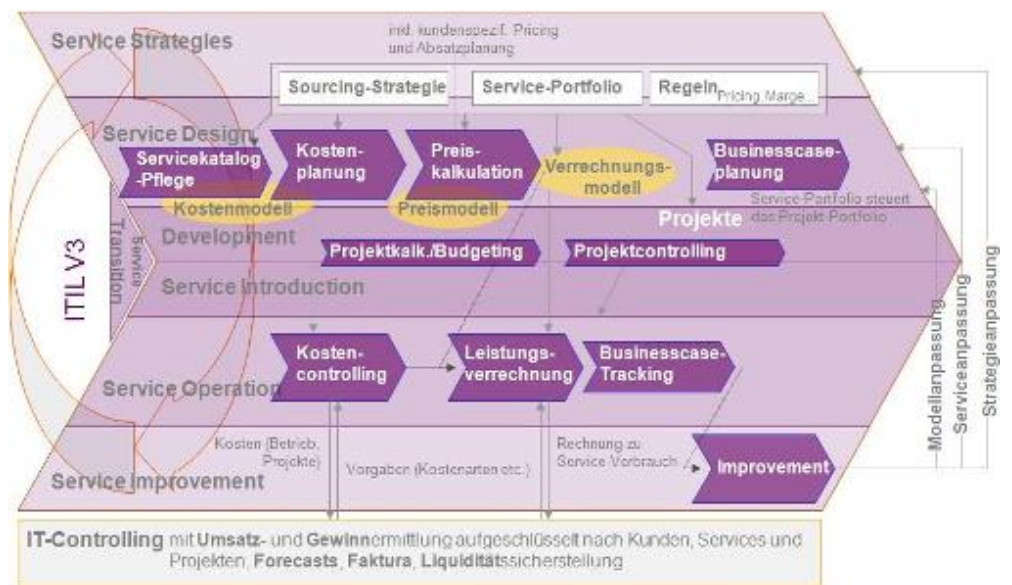 Service Strategies
inkl. kundenspezif. Pricing
und Absatzplanung
Sourcing-Strategie
Service-Portfolio
Regeln
Pricing, Marge...
Service Design
Servicekatalog
-Pflege
Kosten-
planung
Preis-
kalkulation
Verrechnungs-
modell
Businesscase-
planung
Kostenmodell
Preismodell
Service-Portfolio steuert
das Projekt-Portfolio
Projekte
ITIL V3
Service
Transition
Development
Projektkalk./Budgeting
Projektcontrolling
Service Introduction
Kosten-
controlling
Leistungs-
verrechnung
Businesscase-
Tracking
Service Operation
Modellanpassung
Serviceanpassung
Strategieanpassung
Kosten (Betrieb,
Projekte)
Vorgaben (Kostenarten etc.)
Rechnung zu
Service-Verbrauch
Improvement
Service Improvement
IT-Controlling mit Umsatz- und Gewinnermittlung aufgeschlüsselt nach Kunden, Services und
Projekten, Forecasts, Faktura, Liquiditätssicherstellung